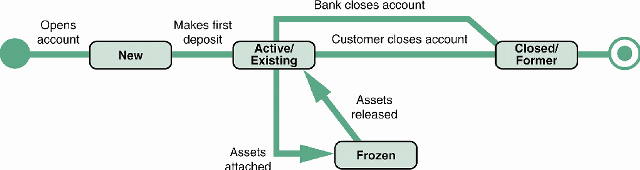 Bank closes account
Opens
account
Makes first
deposit
Customer closes account
New
Active/
Existing
Closed/
Former
Assets
released
Assets
attached
Frozen